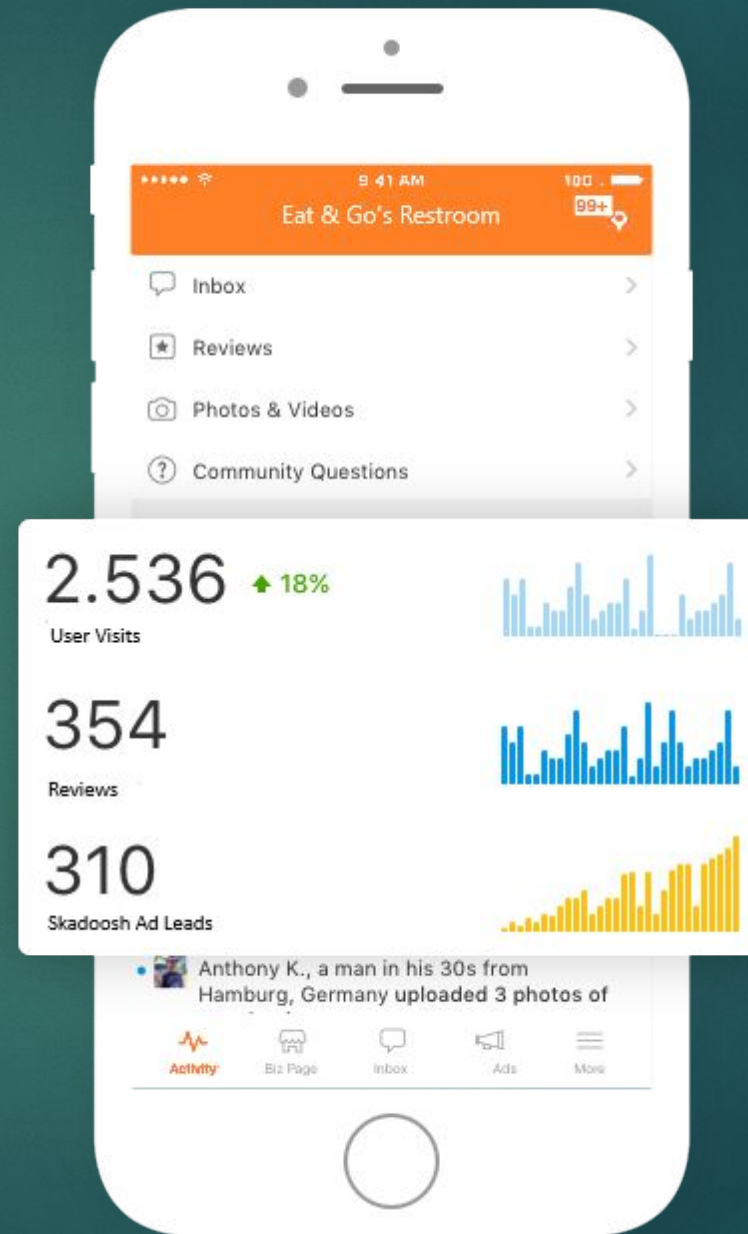 9 41 AM
Eat & Go's Restroom
99+
Inbox
Reviews
Photos & Videos
Community Questions
2.536 18%
User Visits
354
Reviews
310
Skadoosh Ad Leads
Anthony K., a man in his 30s from
Hamburg, Germany uploaded 3 photos of
Activity Biz Page Inbox Ads More